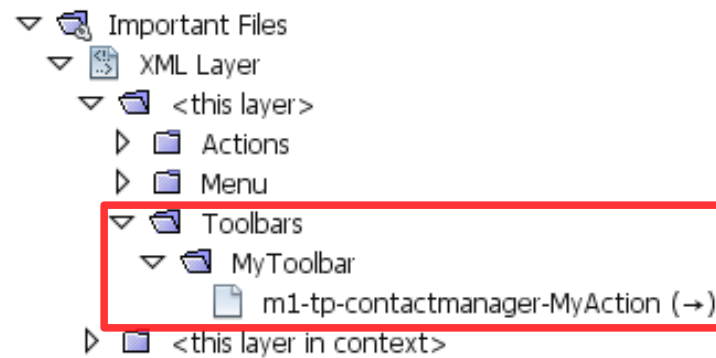 Important Files
XML Layer
<this layer>
Actions
Menu
Toolbars
MyToolbar
m1-tp-contactmanager-MyAction (→)
<this layer in context>